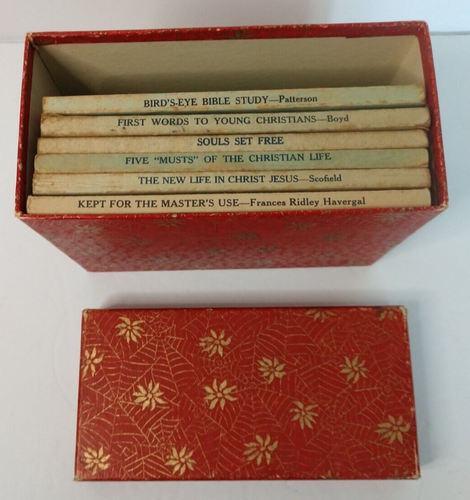 BIRD'S-EYE BIBLE STUDY—Patterson
FIRST WORDS TO YOUNG CHRISTIANS—Boyd
SOULS SET FREE
FIVE "MUSTS" OF THE CHRISTIAN LIFE
THE NEW LIFE IN CHRIST JESUS—Scofield
KEPT FOR THE MASTER'S USE—Frances Ridley Havergal